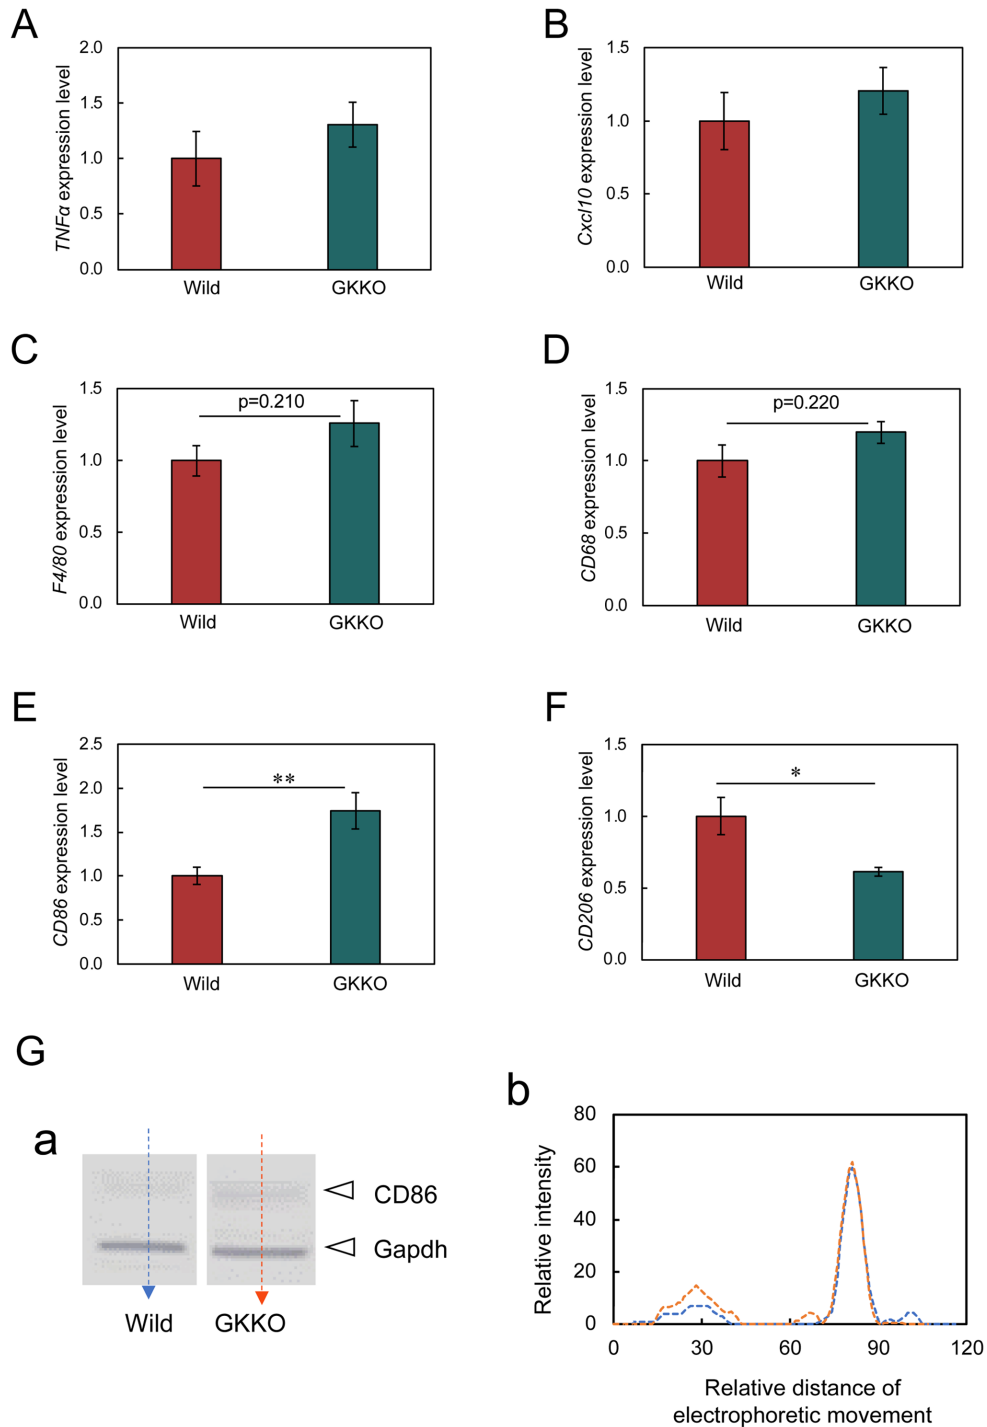 A
TNFα expression level
2.0
1.5
1.0
0.5
0.0
Wild
GKKO
B
Cxcl10 expression level
1.5
1.0
0.5
0.0
Wild
GKKO
C
F4/80 expression level
1.5
1.0
0.5
0.0
p=0.210
Wild
GKKO
D
CD68 expression level
1.5
1.0
0.5
0.0
p=0.220
Wild
GKKO
E
CD86 expression level
2.5
2.0
1.5
1.0
0.5
0.0
**
Wild
GKKO
F
CD206 expression level
1.5
1.0
0.5
0.0
*
Wild
GKKO
G
a
CD86
Gapdh
Wild
GKKO
b
Relative intensity
80
60
40
20
0
0
30
60
90
120
Relative distance of
electrophoretic movement